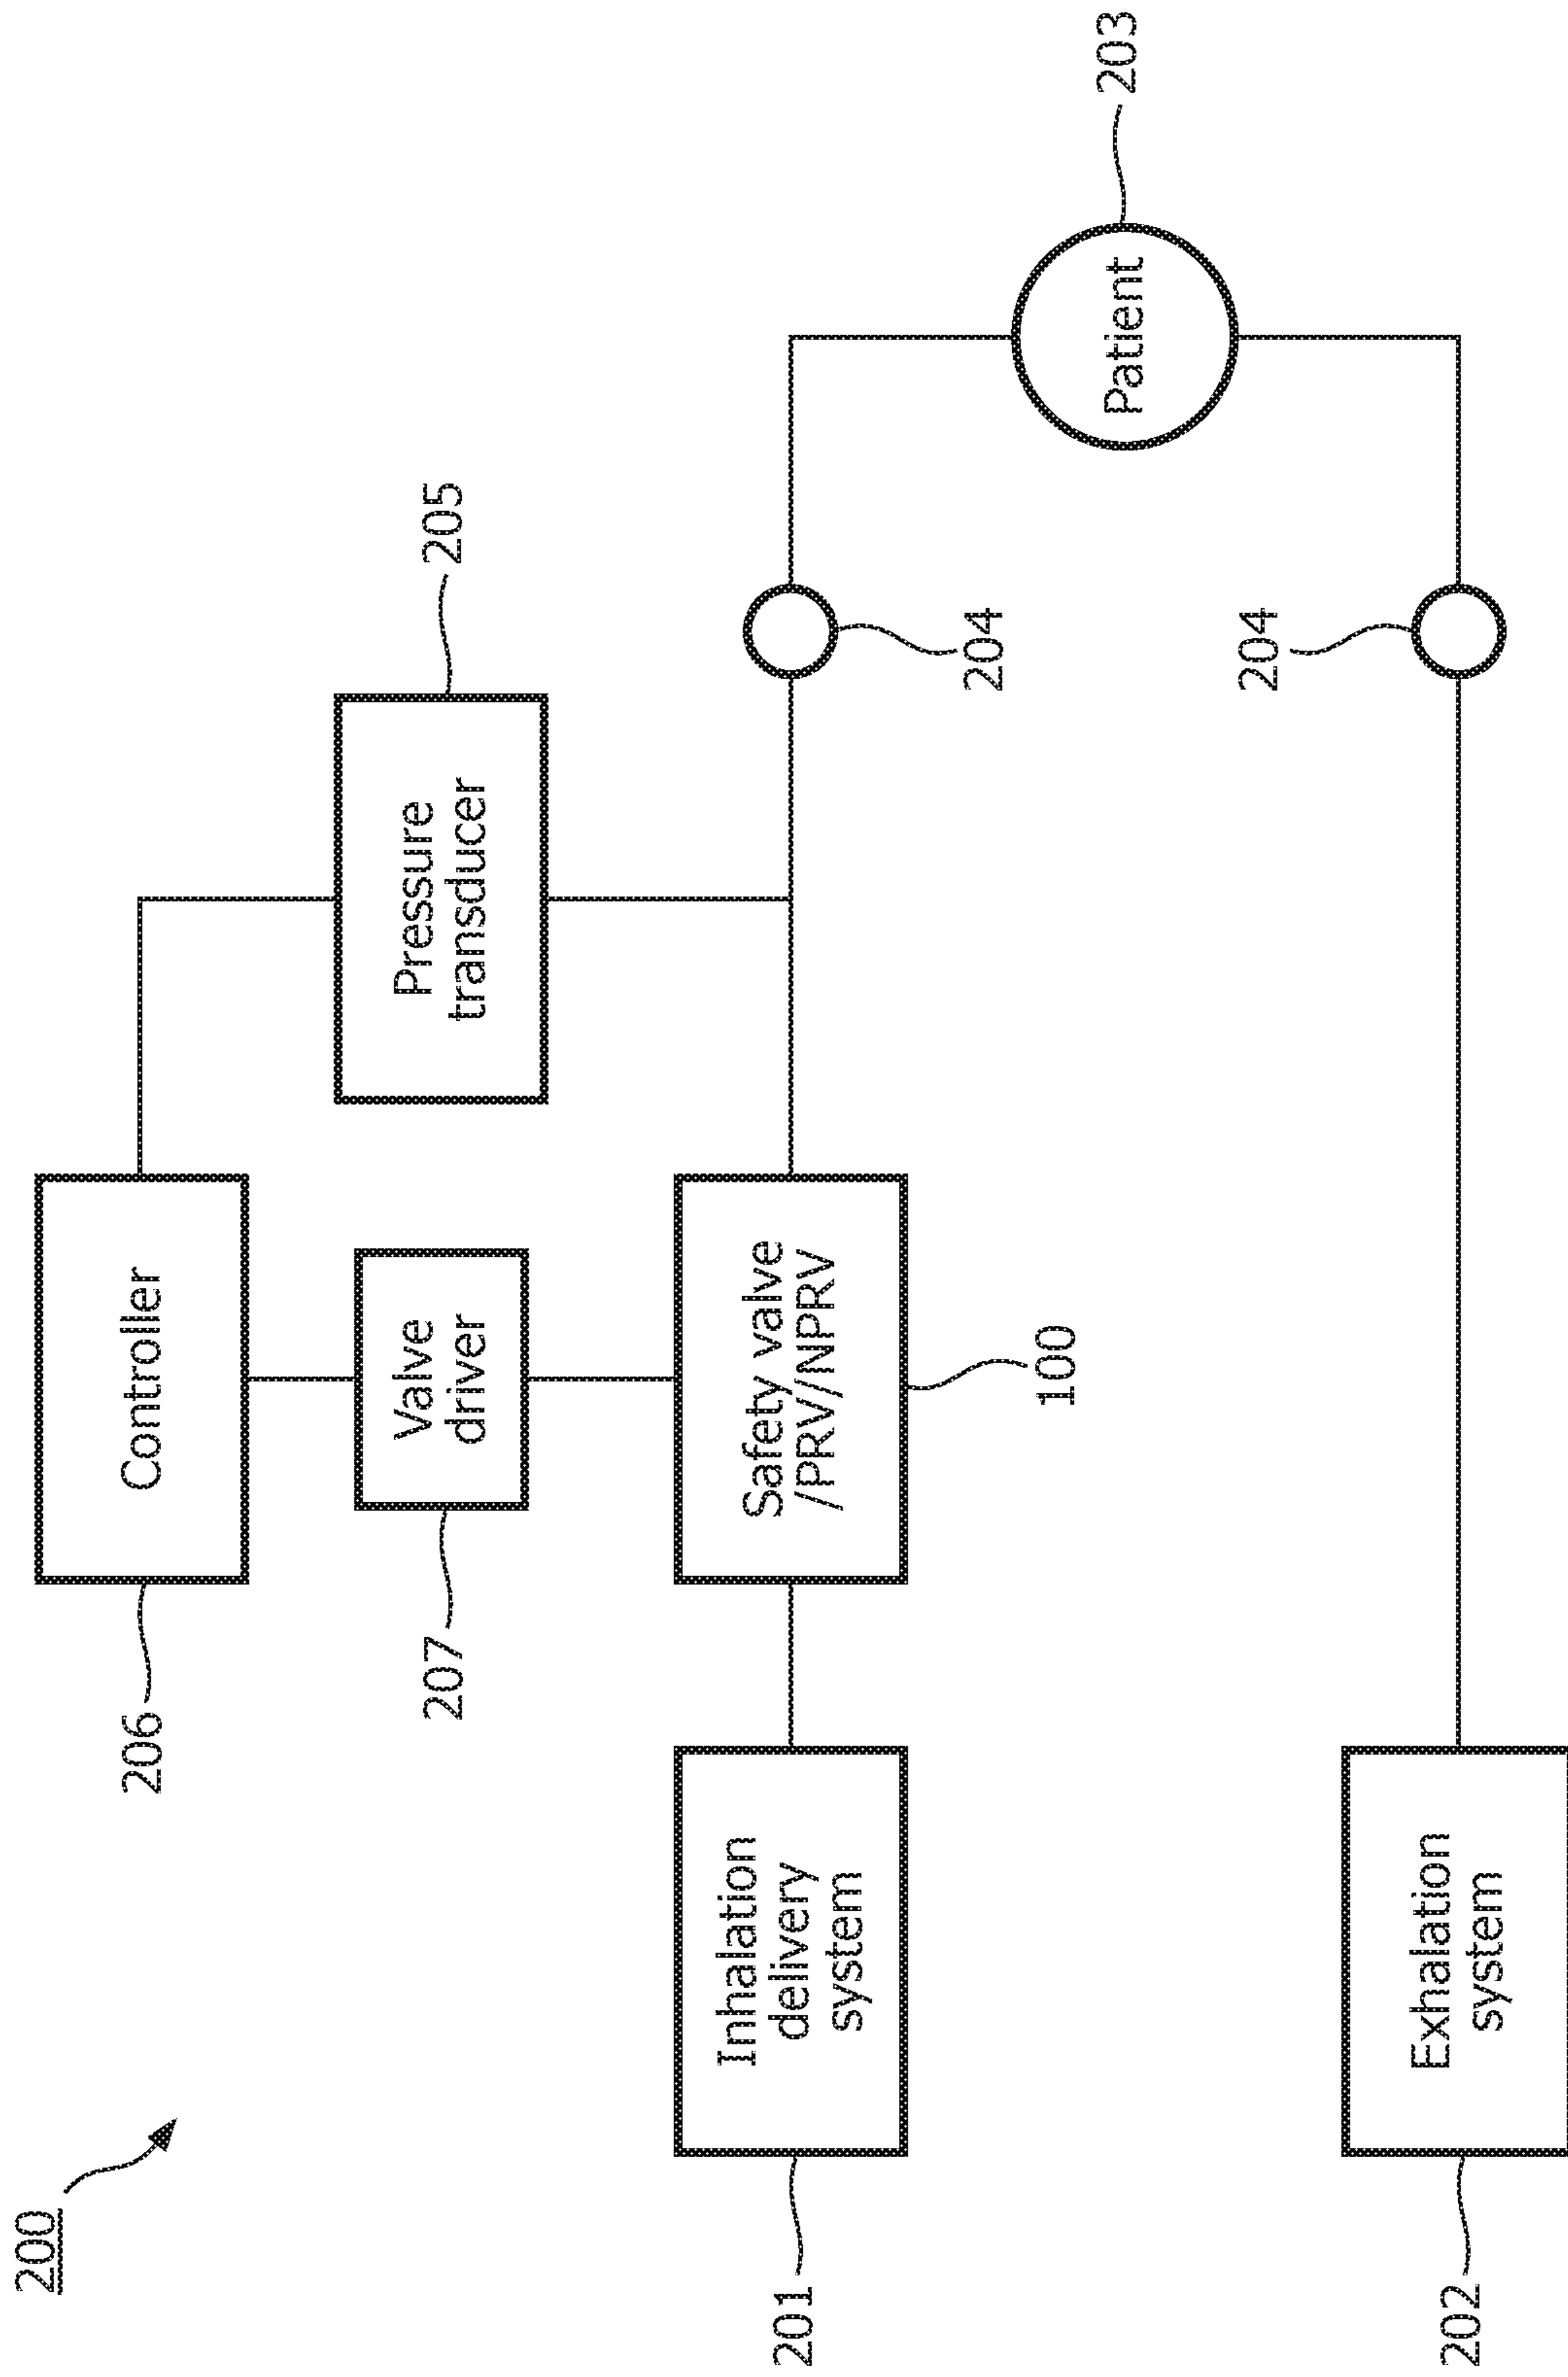 200
206
Controller
207
Valve
driver
205
Pressure
transducer
201
Inhalation
delivery
system
Safety valve
/PRV/NPRV
100
204
Patient
203
204
202
Exhalation
system